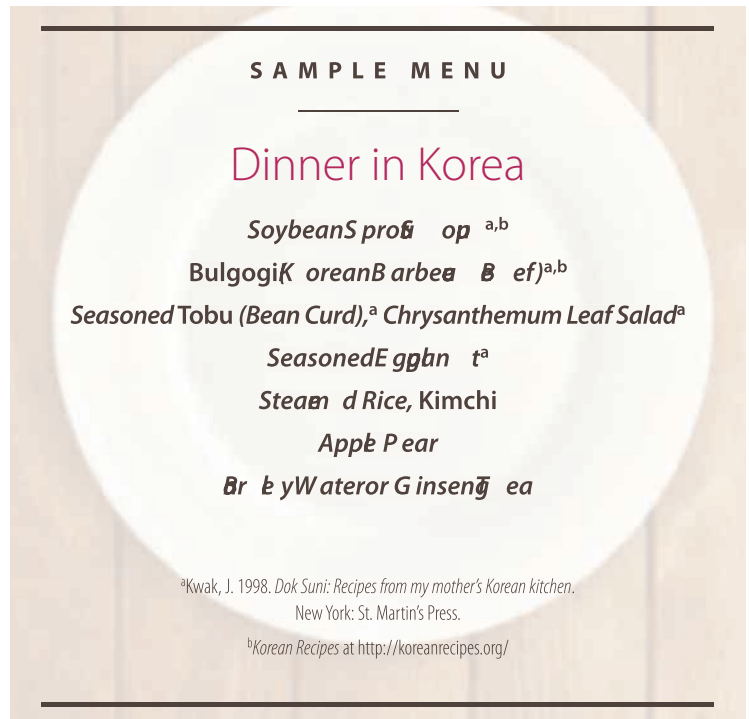 SAMPLE MENU
Dinner in Korea
Soybean Sprout Soup a,b
Bulgogi (Korean Barbecue Beef)a,b
Seasoned Tobu (Bean Curd),a Chrysanthemum Leaf Salada
Seasoned Eggplanta
Steamed Rice, Kimchi
Apple Pear
Barley Water or Ginseng Tea
aKwak, J. 1998. Dok Suni: Recipes from my mother's Korean kitchen.
New York: St. Martin's Press.
bKorean Recipes at http://koreanrecipes.org/